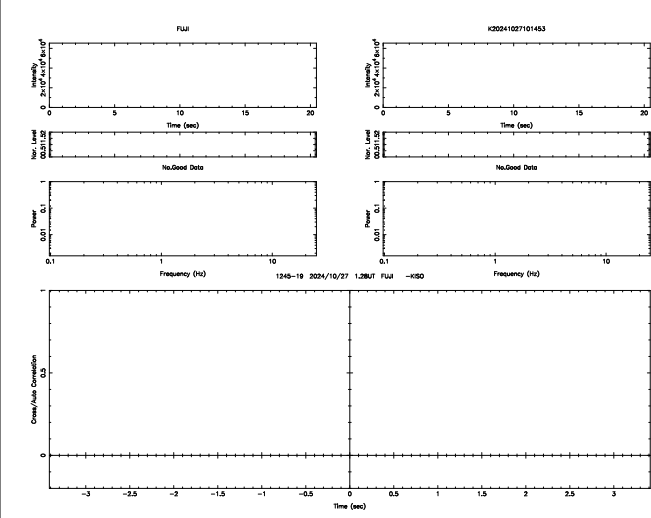 FUJI
K20241027101453
Intensity
0 2×10⁴ 4×10⁴ 6×10⁴
0 5 10 15 20
Time (sec)
Intensity
0 2×10⁴ 4×10⁴ 6×10⁴
0 5 10 15 20
Time (sec)
Nor. Level
00.511.52
Nor. Level
00.511.52
No.Good Data
No.Good Data
Power
0.01 0.1 1
0.1 1 10
Frequency (Hz)
Power
0.01 0.1 1
0.1 1 10
Frequency (Hz)
1245-19 2024/10/27 1.28UT FUJI -KISO
Cross/Auto Correlation
0 0.5 1
-3 -2.5 -2 -1.5 -1 -0.5 0 0.5 1 1.5 2 2.5 3
Time (sec)